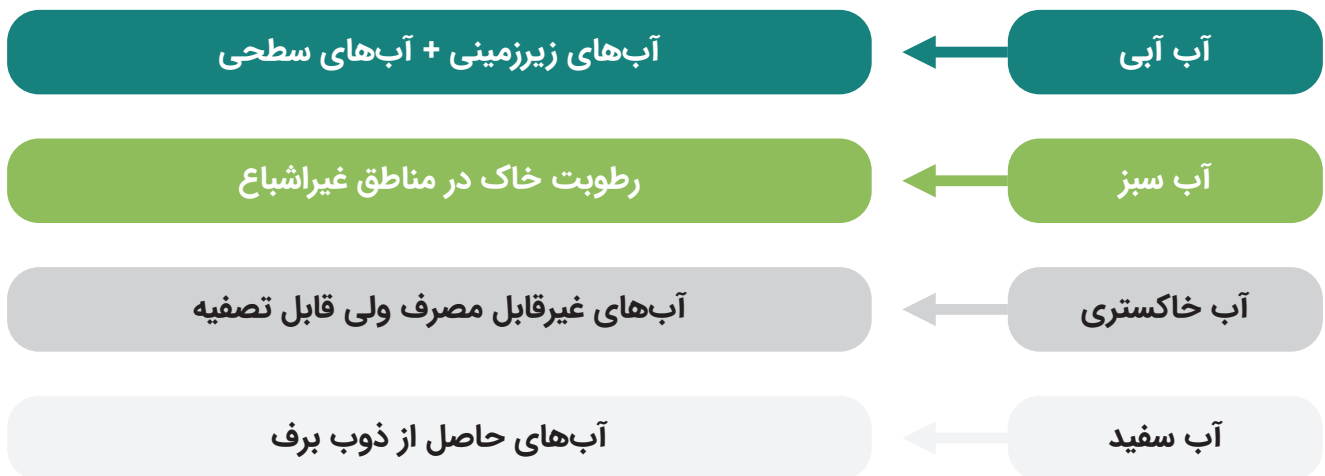 آب آبی
آب‌های زیرزمینی + آب‌های سطحی
آب سبز
رطوبت خاک در مناطق غیراشباع
آب خاکستری
آب‌های غیرقابل مصرف ولی قابل تصفیه
آب سفید
آب‌های حاصل از ذوب برف